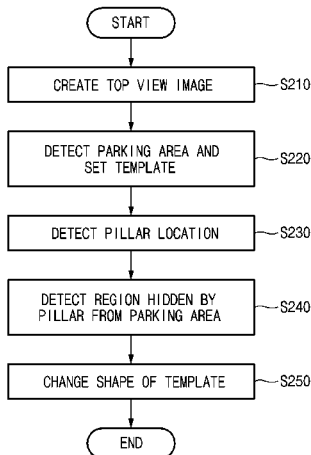 START
CREATE TOP VIEW IMAGE
S210
DETECT PARKING AREA AND
SET TEMPLATE
S220
DETECT PILLAR LOCATION
S230
DETECT REGION HIDDEN BY
PILLAR FROM PARKING AREA
S240
CHANGE SHAPE OF TEMPLATE
S250
END